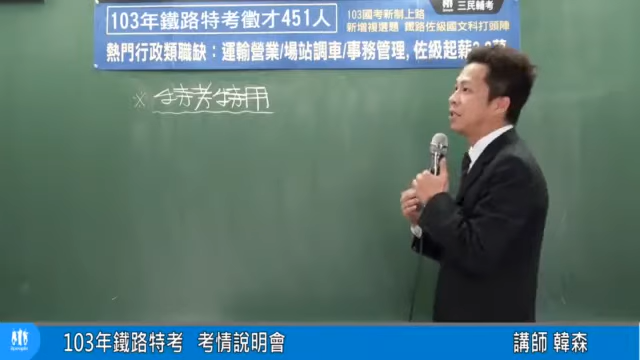 103年鐵路特考徵才451人
103國考新制上路
三民輔考
新增複選題 鐵路佐級國文科打頭陣
熱門行政類職缺：運輸營業/場站調車/事務管理, 佐級起薪
※ 特考特用
103年鐵路特考 考情說明會
講師 韓森